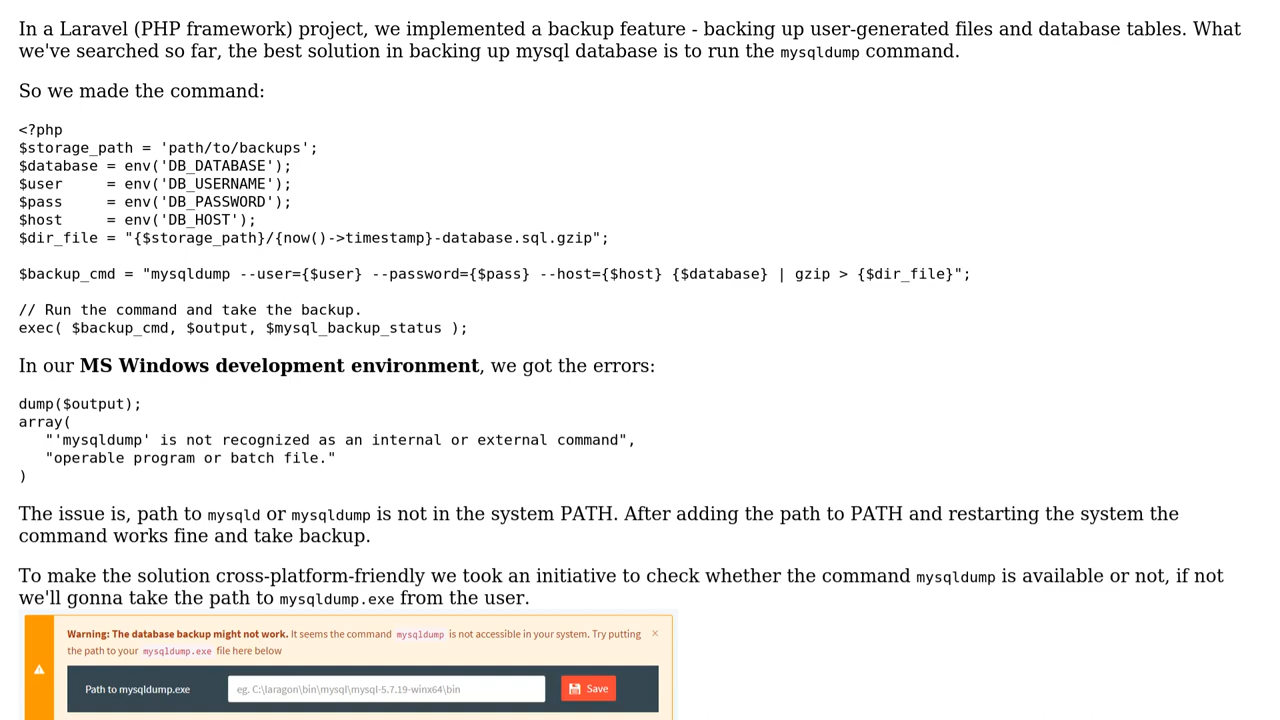 In a Laravel (PHP framework) project, we implemented a backup feature - backing up user-generated files and database tables. What
we've searched so far, the best solution in backing up mysql database is to run the mysqldump command.
So we made the command:
<?php
$storage_path = 'path/to/backups';
$database = env('DB_DATABASE');
$user     = env('DB_USERNAME');
$pass     = env('DB_PASSWORD');
$host     = env('DB_HOST');
$dir_file = "{$storage_path}/{now()->timestamp}-database.sql.gzip";
$backup_cmd = "mysqldump --user={$user} --password={$pass} --host={$host} {$database} | gzip > {$dir_file}";
// Run the command and take the backup.
exec( $backup_cmd, $output, $mysql_backup_status );
In our MS Windows development environment, we got the errors:
dump($output);
array(
   "'mysqldump' is not recognized as an internal or external command",
   "operable program or batch file."
)
The issue is, path to mysqld or mysqldump is not in the system PATH. After adding the path to PATH and restarting the system the
command works fine and take backup.
To make the solution cross-platform-friendly we took an initiative to check whether the command mysqldump is available or not, if not
we'll gonna take the path to mysqldump.exe from the user.
Warning: The database backup might not work. It seems the command mysqldump is not accessible in your system. Try putting ×
the path to your mysqldump.exe file here below
Path to mysqldump.exe eg. C:\laragon\bin\mysql\mysql-5.7.19-winx64\bin Save